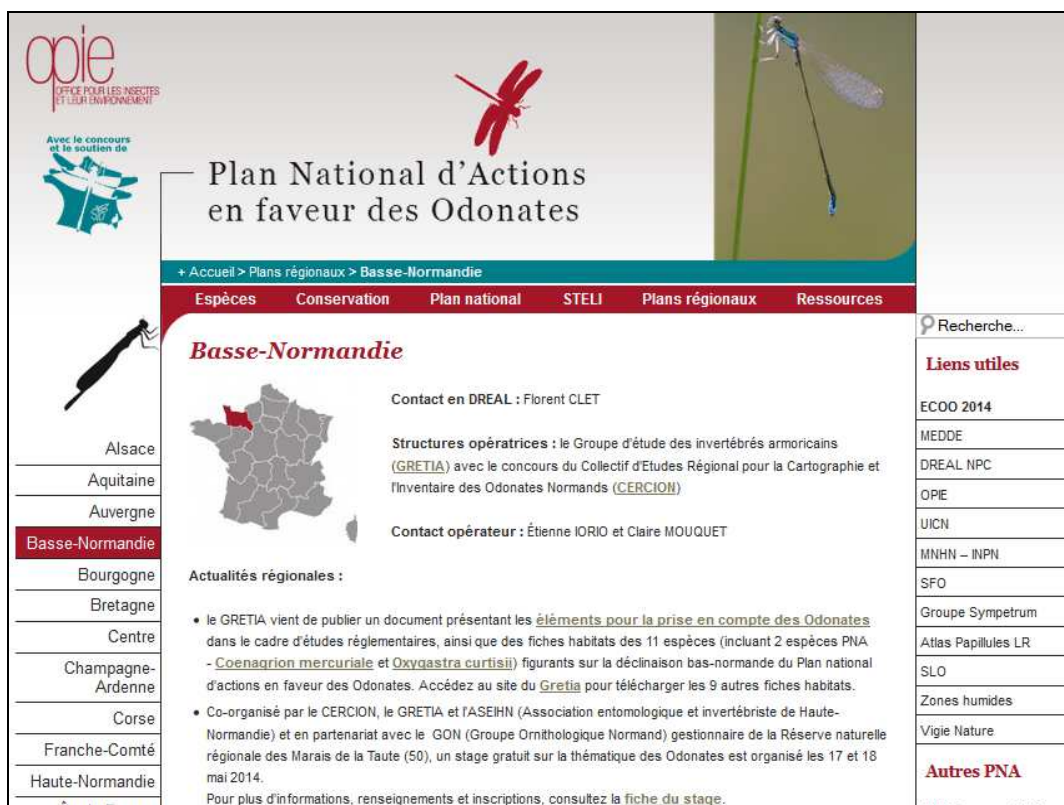 opie
OFFICE POUR LES INSECTES
ET LEUR ENVIRONNEMENT
Avec le concours
et le soutien de
Plan National d'Actions
en faveur des Odonates
+ Accueil > Plans régionaux > Basse-Normandie
Espèces Conservation Plan national STELI Plans régionaux Ressources
Alsace
Aquitaine
Auvergne
Basse-Normandie
Bourgogne
Bretagne
Centre
Champagne-
Ardenne
Corse
Franche-Comté
Haute-Normandie
Basse-Normandie
Contact en DREAL : Florent CLET
Structures opératrices : le Groupe d'étude des invertébrés armoricains
(GRETIA) avec le concours du Collectif d'Etudes Régional pour la Cartographie et
l'Inventaire des Odonates Normands (CERCION)
Contact opérateur : Étienne IORIO et Claire MOUQUET
Actualités régionales :
• le GRETIA vient de publier un document présentant les éléments pour la prise en compte des Odonates
dans le cadre d'études réglementaires, ainsi que des fiches habitats des 11 espèces (incluant 2 espèces PNA
- Coenagrion mercuriale et Oxygastra curtisii) figurants sur la déclinaison bas-normande du Plan national
d'actions en faveur des Odonates. Accédez au site du Gretia pour télécharger les 9 autres fiches habitats.
• Co-organisé par le CERCION, le GRETIA et l'ASEIHN (Association entomologique et invertébriste de Haute-
Normandie) et en partenariat avec le GON (Groupe Ornithologique Normand) gestionnaire de la Réserve naturelle
régionale des Marais de la Taute (50), un stage gratuit sur la thématique des Odonates est organisé les 17 et 18
mai 2014.
Pour plus d'informations, renseignements et inscriptions, consultez la fiche du stage.
Recherche...
Liens utiles
ECOO 2014
MEDDE
DREAL NPC
OPIE
UICN
MNHN – INPN
SFO
Groupe Sympetrum
Atlas Papillules LR
SLO
Zones humides
Vigie Nature
Autres PNA